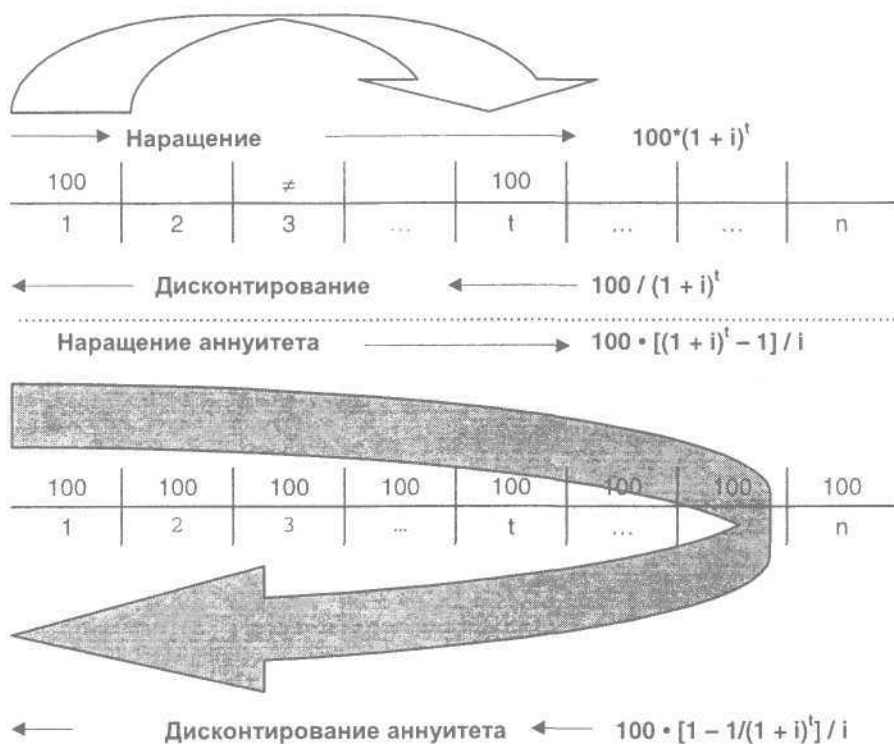 Наращение 100*(1 + i)^t
100 ≠ 100
1 2 3 ... t ... ... n
Дисконтирование 100 / (1 + i)^t
Наращение аннуитета 100 • [(1 + i)^t – 1] / i
100 100 100 100 100 100 100 100
1 2 3 ... t ... n
Дисконтирование аннуитета 100 • [1 – 1/(1 + i)^t] / i